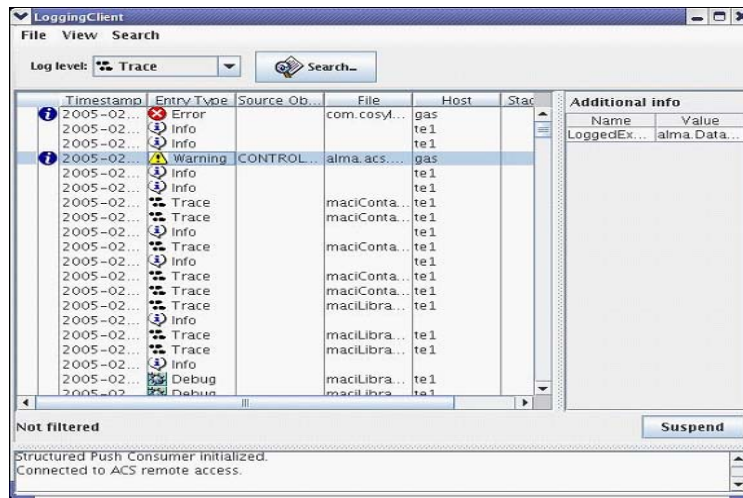 LoggingClient
File View Search
Log level: Trace Search...
Timestamp Entry Type Source Ob... File Host Stac
2005-02... Error com.cosyl... gas
2005-02... Info te1
2005-02... Info te1
2005-02... Warning CONTROL... alma.acs.... gas
2005-02... Info te1
2005-02... Info te1
2005-02... Trace maciConta... te1
2005-02... Trace maciConta... te1
2005-02... Info te1
2005-02... Trace maciConta... te1
2005-02... Info te1
2005-02... Trace maciConta... te1
2005-02... Trace maciConta... te1
2005-02... Trace maciLibra... te1
2005-02... Info te1
2005-02... Trace maciLibra... te1
2005-02... Trace maciLibra... te1
2005-02... Info te1
2005-02... Debug maciLibra... te1
2005-02... Debug maciLibra... te1
Additional info
Name Value
LoggedEx... alma.Data...
Not filtered Suspend
Structured Push Consumer initialized.
Connected to ACS remote access.